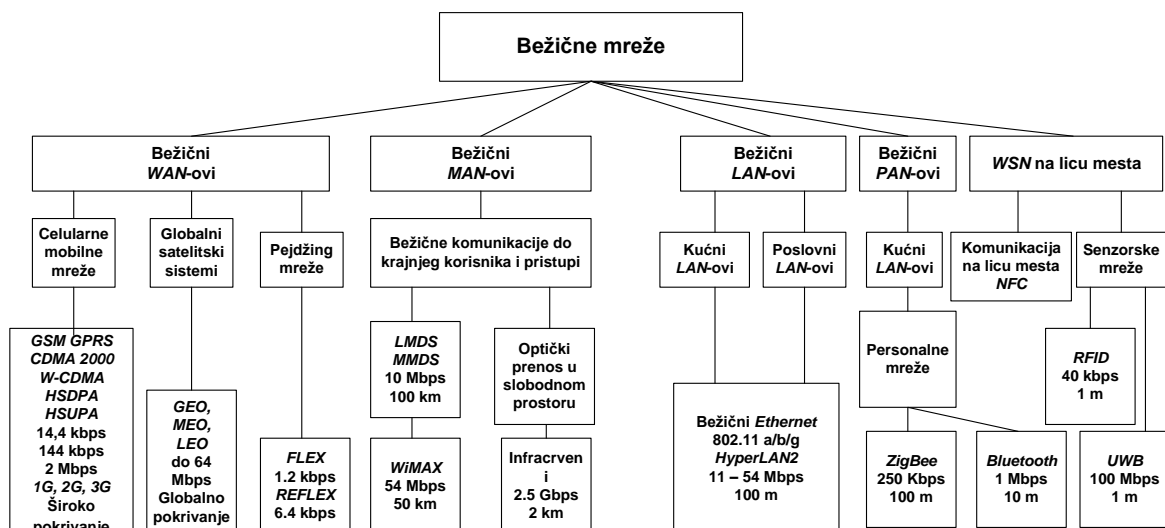 Bežične mreže
Bežični
WAN-ovi
Bežični
MAN-ovi
Bežični
LAN-ovi
Bežični
PAN-ovi
WSN na licu mesta
Celularne
mobilne
mreže
Globalni
satelitski
sistemi
Pejdžing
mreže
Bežične komunikacije do
krajnjeg korisnika i pristupi
Kućni
LAN-ovi
Poslovni
LAN-ovi
Kućni
LAN-ovi
Komunikacija
na licu mesta
NFC
Senzorske
mreže
GSM GPRS
CDMA 2000
W-CDMA
HSDPA
HSUPA
14,4 kbps
144 kbps
2 Mbps
1G, 2G, 3G
Široko
pokrivanje
GEO,
MEO,
LEO
do 64
Mbps
Globalno
pokrivanje
FLEX
1.2 kbps
REFLEX
6.4 kbps
LMDS
MMDS
10 Mbps
100 km
WiMAX
54 Mbps
50 km
Optički
prenos u
slobodnom
prostoru
Infracrven
i
2.5 Gbps
2 km
Bežični Ethernet
802.11 a/b/g
HyperLAN2
11 – 54 Mbps
100 m
Personalne
mreže
ZigBee
250 Kbps
100 m
Bluetooth
1 Mbps
10 m
RFID
40 kbps
1 m
UWB
100 Mbps
1 m